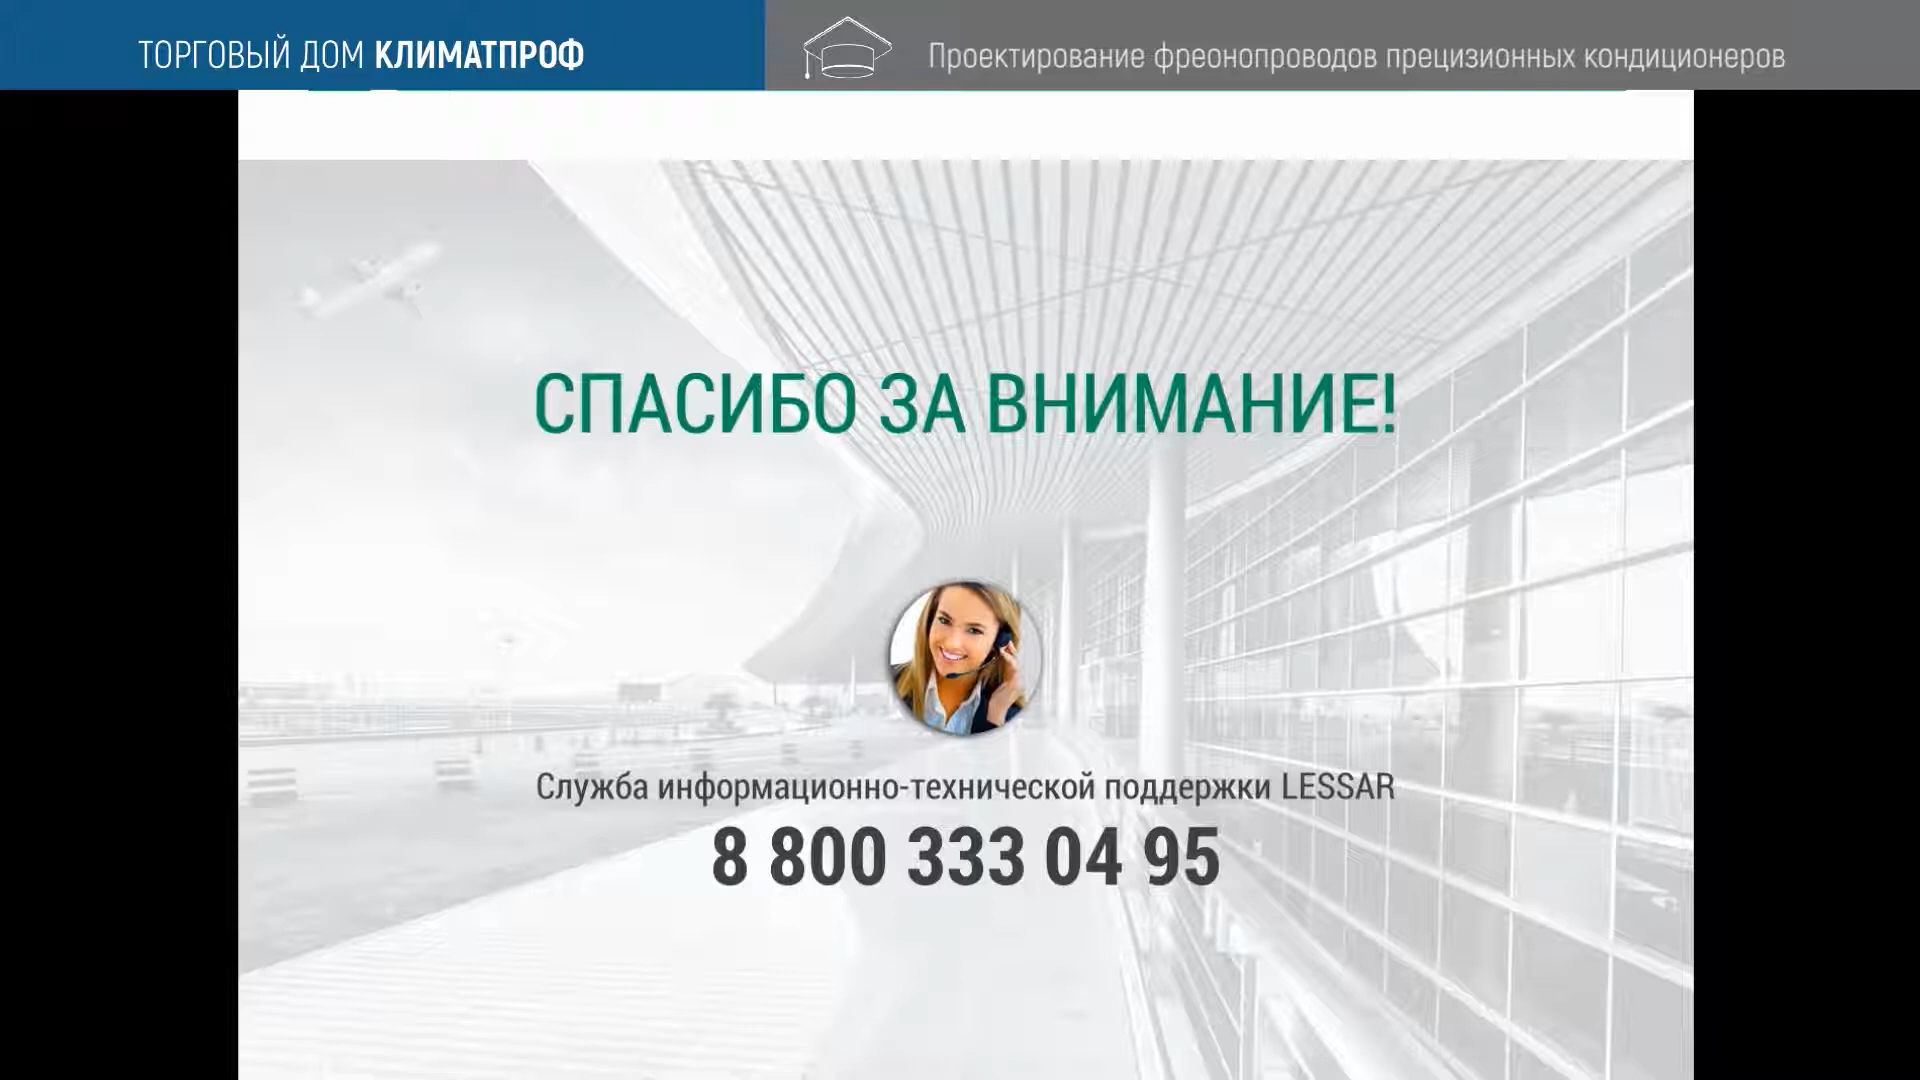 ТОРГОВЫЙ ДОМ КЛИМАТПРОФ
Проектирование фреонопроводов прецизионных кондиционеров
СПАСИБО ЗА ВНИМАНИЕ!
Служба информационно-технической поддержки LESSAR
8 800 333 04 95